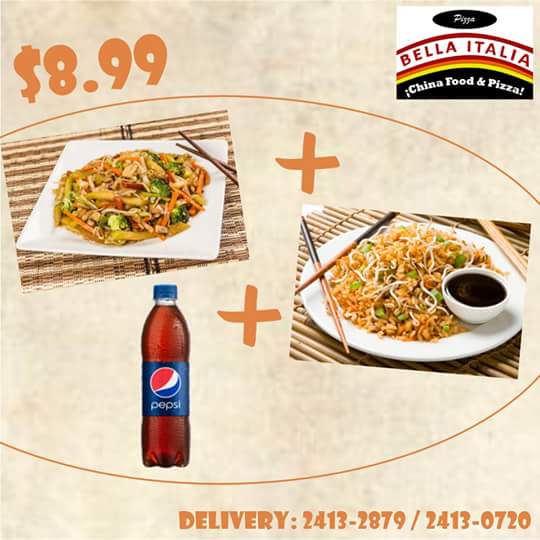 $8.99
Pizza
BELLA ITALIA
¡China Food & Pizza!
+
+
pepsi
DELIVERY: 2413-2879 / 2413-0720